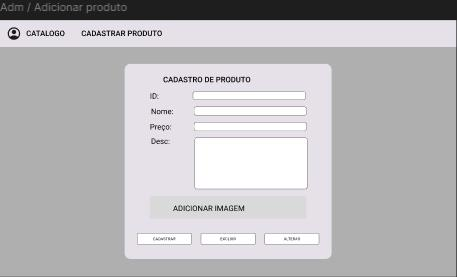 Adm / Adicionar produto
CATALOGO CADASTRAR PRODUTO
CADASTRO DE PRODUTO
ID:
Nome:
Preço:
Desc:
ADICIONAR IMAGEM
CADASTRAR EXCLUIR ALTERAR